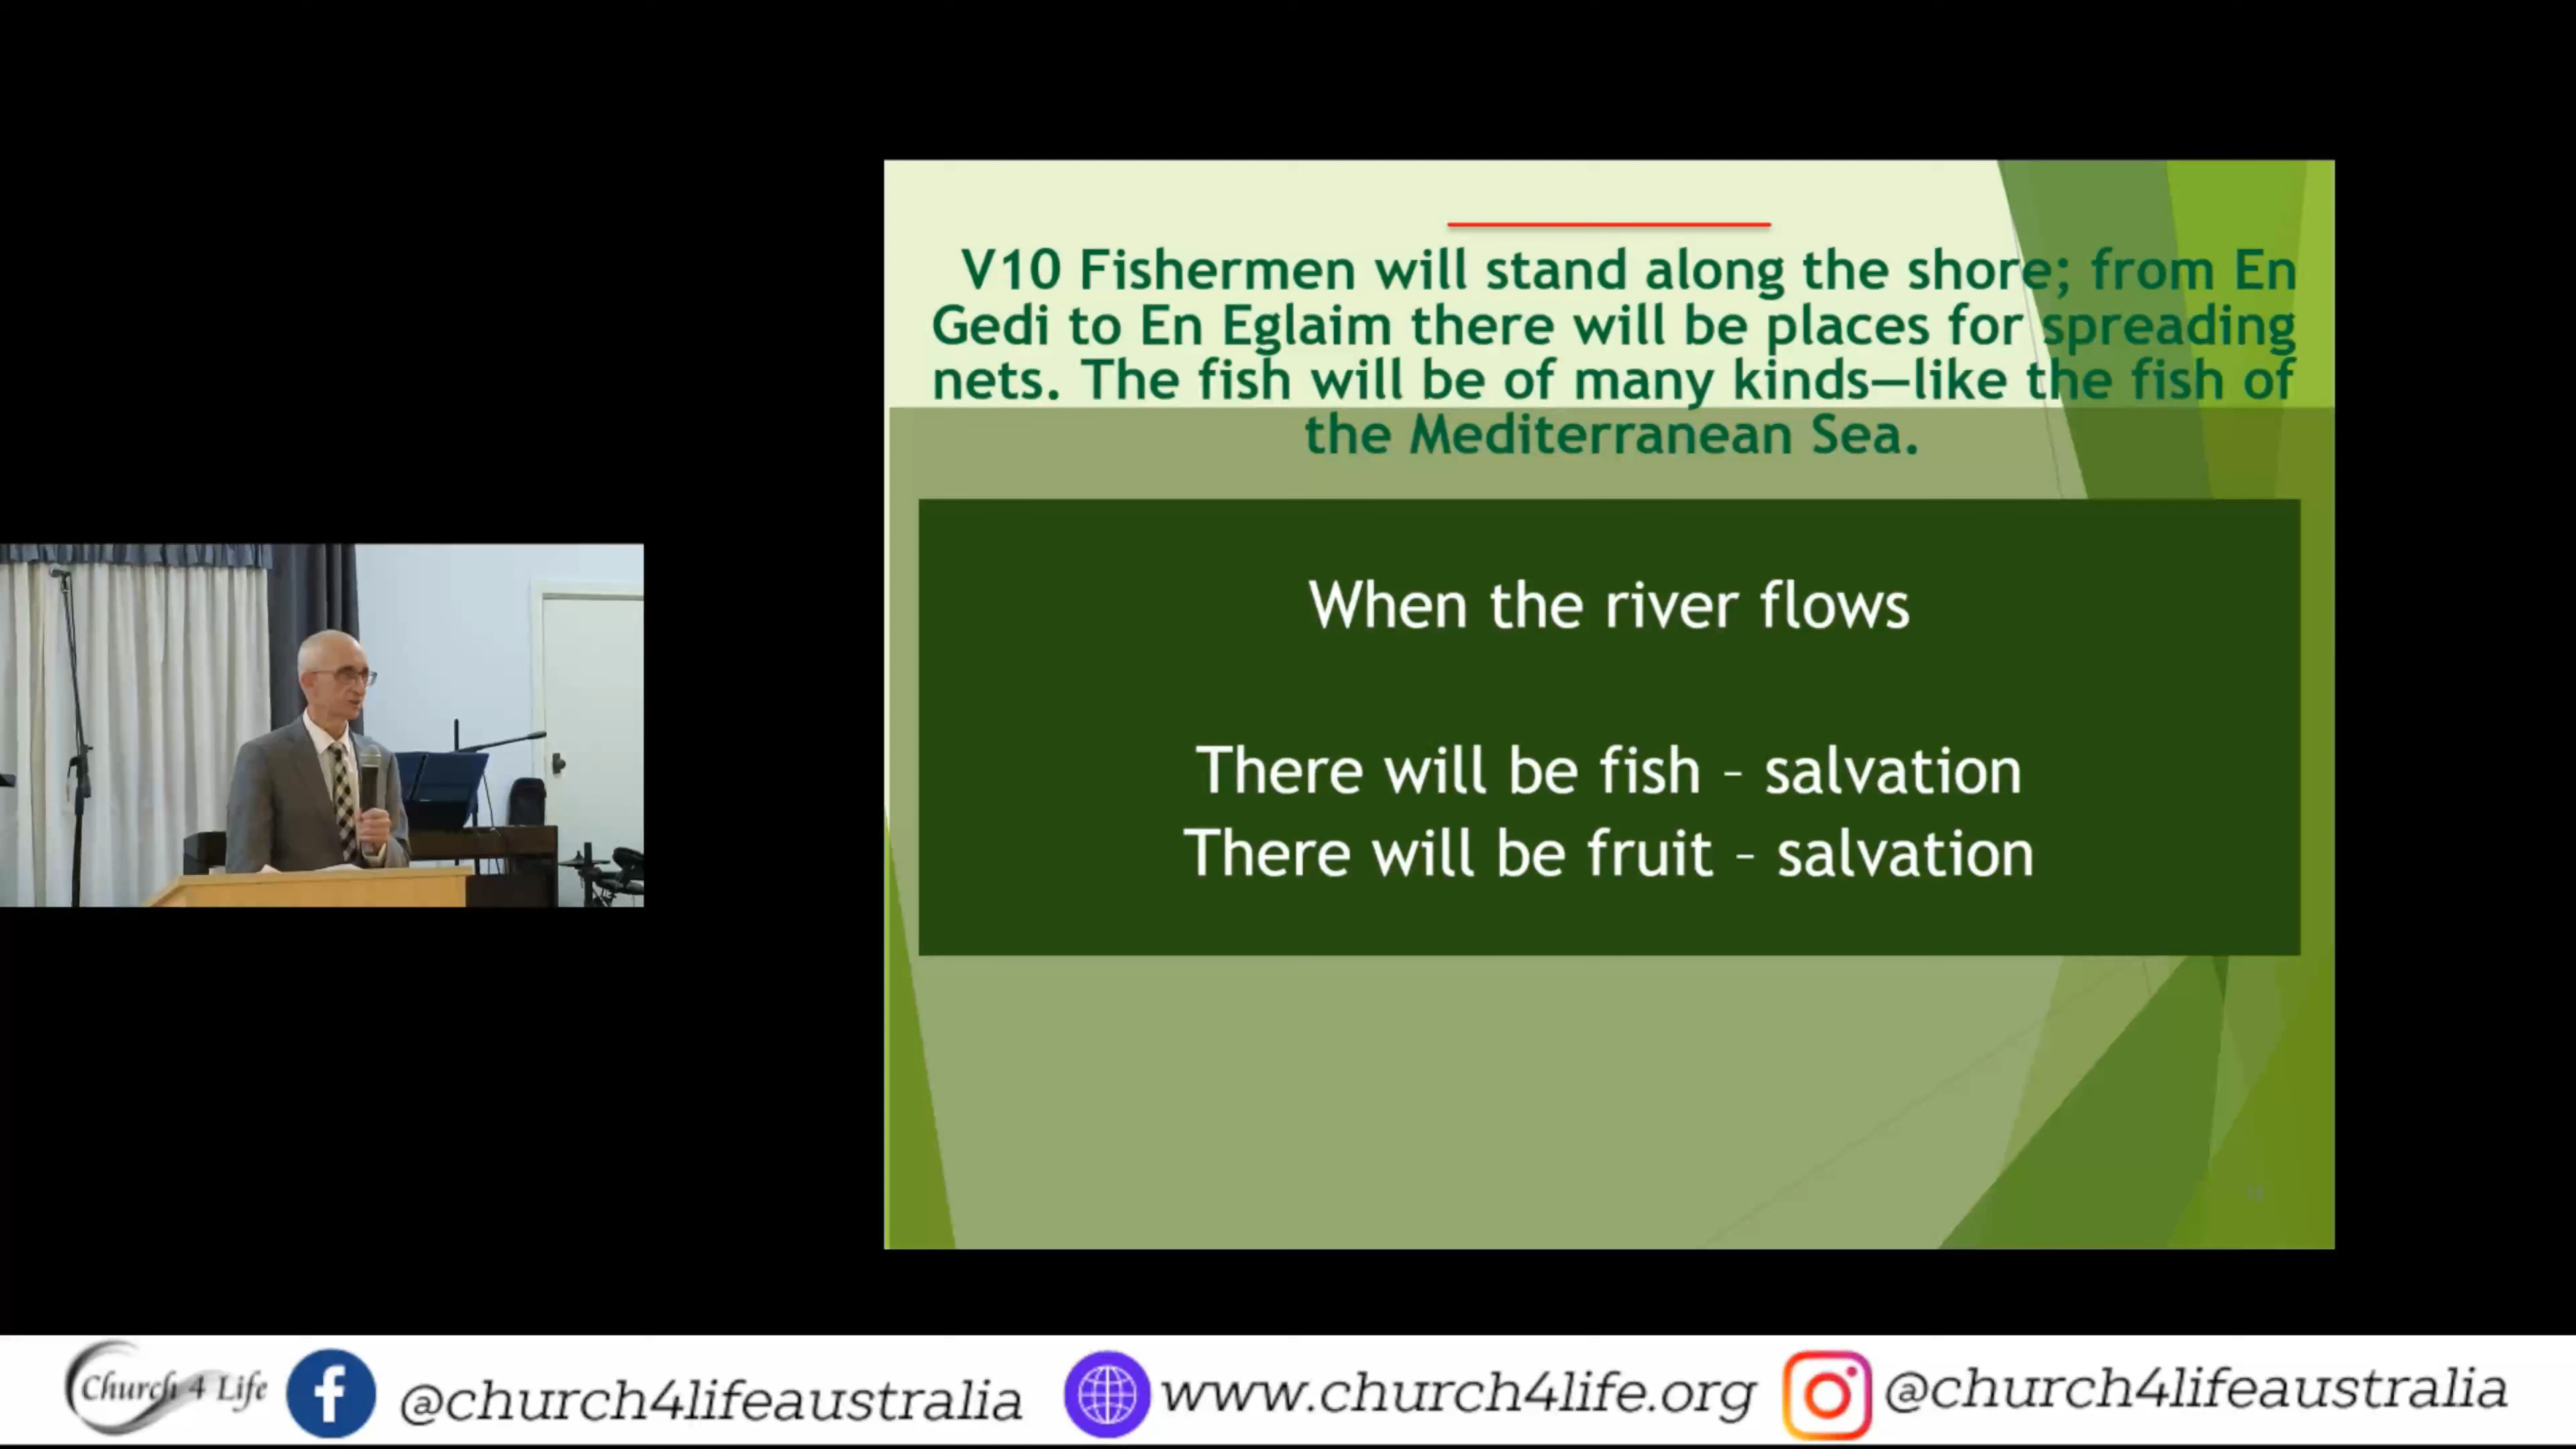 V10 Fishermen will stand along the shore; from En
Gedi to En Eglaim there will be places for spreading
nets. The fish will be of many kinds—like the fish of
the Mediterranean Sea.
When the river flows
There will be fish – salvation
There will be fruit – salvation
Church 4 Life
@church4lifeaustralia
www.church4life.org
@church4lifeaustralia